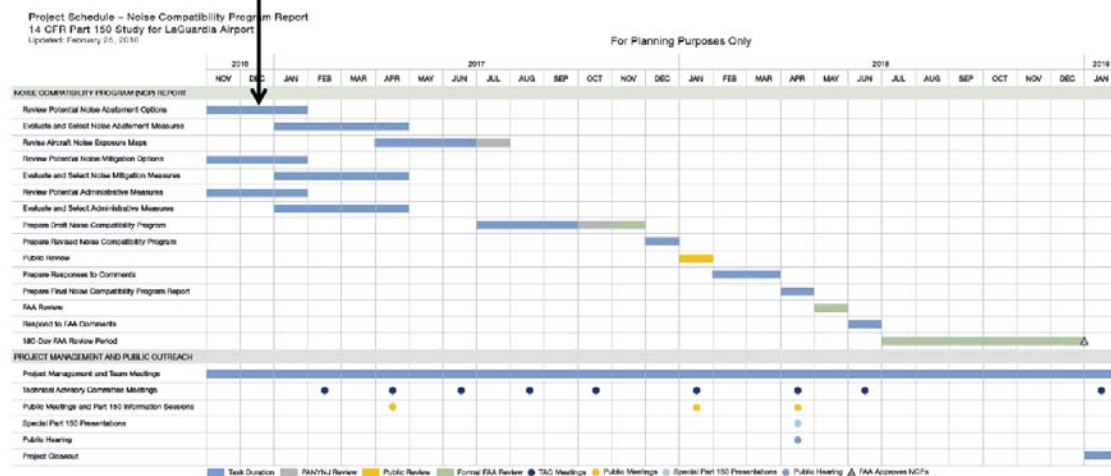 Project Schedule – Noise Compatibility Program Report
14 CFR Part 150 Study for LaGuardia Airport
Updated: February 25, 2016
For Planning Purposes Only
2016 2017 2018 2019
NOV DEC JAN FEB MAR APR MAY JUN JUL AUG SEP OCT NOV DEC JAN FEB MAR APR MAY JUN JUL AUG SEP OCT NOV DEC JAN
NOISE COMPATIBILITY PROGRAM (NCP) REPORT
Review Potential Noise Abatement Options
Evaluate and Select Noise Abatement Measures
Revise Aircraft Noise Exposure Maps
Review Potential Noise Mitigation Options
Evaluate and Select Noise Mitigation Measures
Review Potential Administrative Measures
Evaluate and Select Administrative Measures
Prepare Draft Noise Compatibility Program
Prepare Revised Noise Compatibility Program
Public Review
Prepare Responses to Comments
Prepare Final Noise Compatibility Program Report
FAA Review
Respond to FAA Comments
180-Day FAA Review Period
PROJECT MANAGEMENT AND PUBLIC OUTREACH
Project Management and Team Meetings
Technical Advisory Committee Meetings
Public Meetings and Part 150 Information Sessions
Special Part 150 Presentations
Public Hearing
Project Closeout
Task Duration PANYNJ Review Public Review Formal FAA Review TAC Meetings Public Meetings Special Part 150 Presentations Public Hearing FAA Approves NCPs